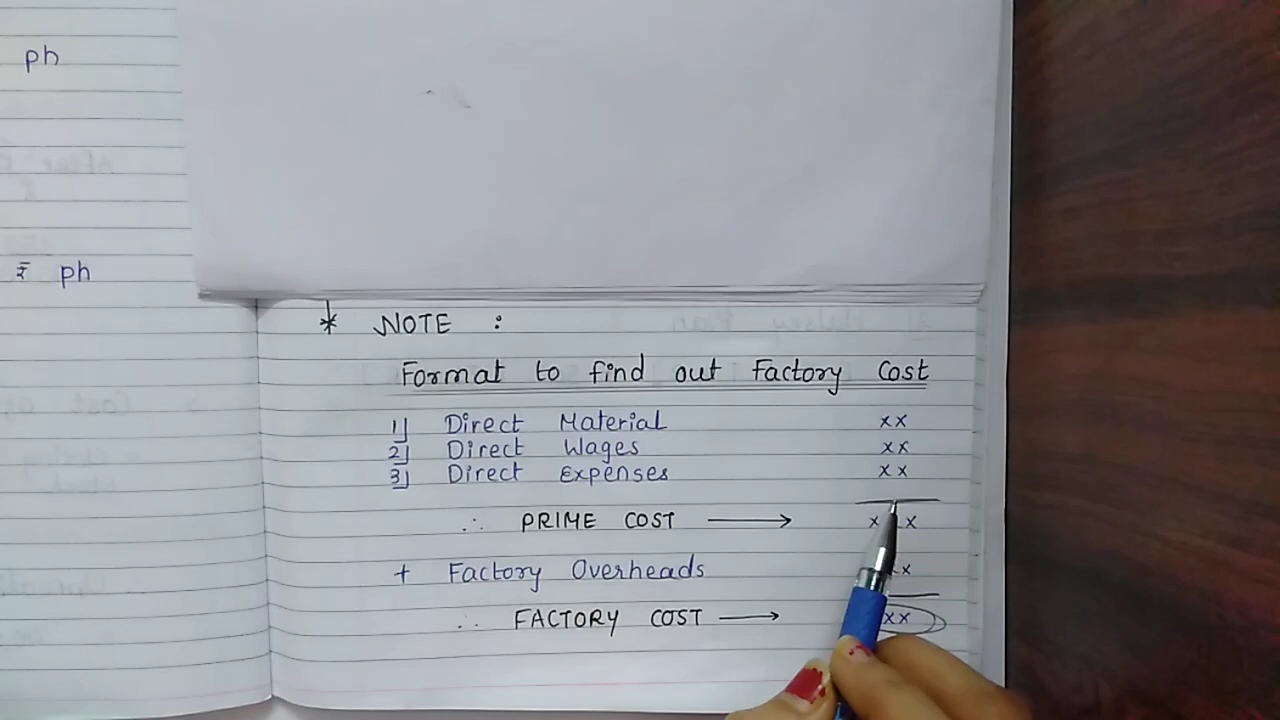 ph
₹ ph
* NOTE :
Format to find out Factory Cost
1] Direct Material xx
2] Direct Wages xx
3] Direct Expenses xx
∴ PRIME COST ⟶ x x
+ Factory Overheads x
∴ FACTORY COST ⟶ xx